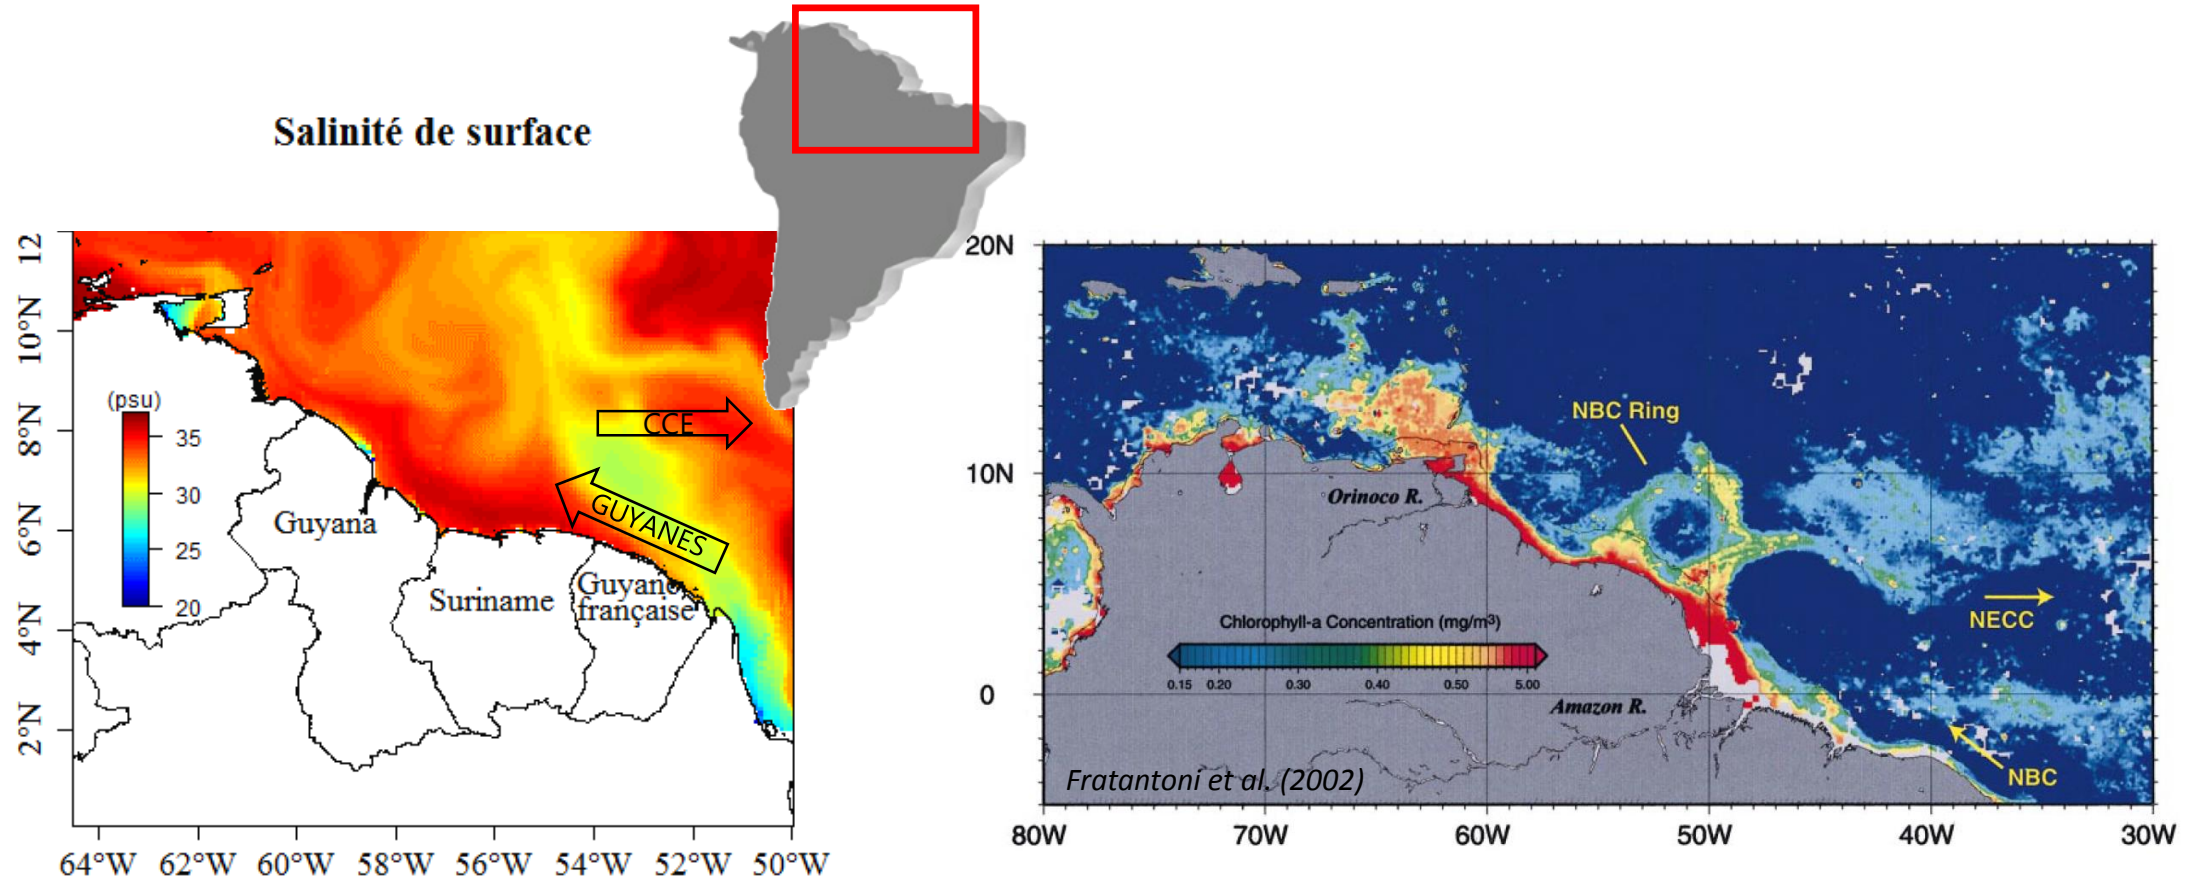 Salinité de surface
12
10°N
8°N
6°N
4°N
2°N
(psu)
35
30
25
20
CCE
GUYANES
Guyana
Suriname
Guyane
française
64°W 62°W 60°W 58°W 56°W 54°W 52°W 50°W
20N
10N
0
NBC Ring
Orinoco R.
Chlorophyll-a Concentration (mg/m³)
0.15 0.20 0.30 0.40 0.50 5.00
NECC
Amazon R.
NBC
Fratantoni et al. (2002)
80W 70W 60W 50W 40W 30W